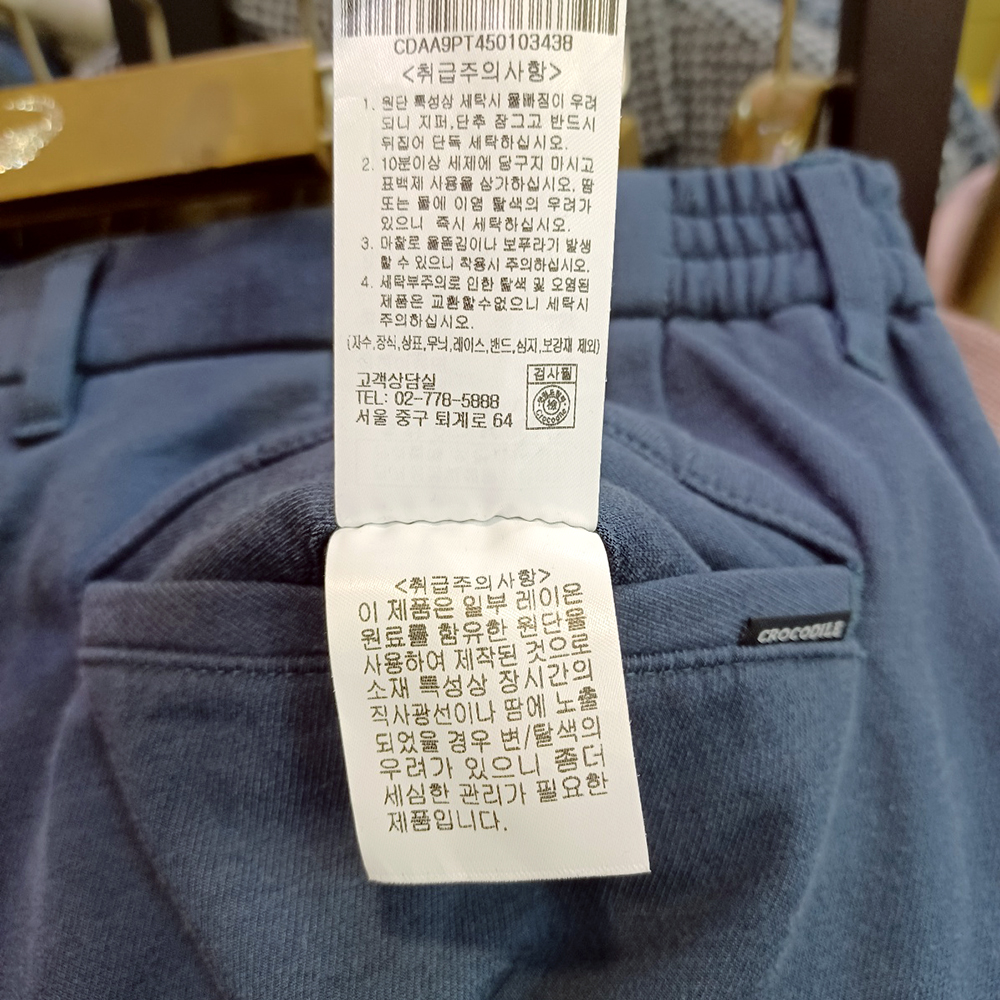 CDAA9PT450103438
<취급주의사항>
1. 원단 특성상 세탁시 물빠짐이 우려
되니 지퍼,단추 잠그고 반드시
뒤집어 단독 세탁하십시오.
2. 10분이상 세제에 담구지 마시고
표백제 사용을 삼가하십시오. 땀
또는 물에 이염 탈색의 우려가
있으니 즉시 세탁하십시오.
3. 마찰로 올뜯김이나 보푸라기 발생
할 수 있으니 착용시 주의하십시오.
4. 세탁부주의로 인한 탈색 및 오염된
제품은 교환할수없으니 세탁시
주의하십시오.
(자수,장식,상표,무늬,레이스,밴드,심지,보강재 제외)
고객상담실
TEL: 02-778-5888
서울 중구 퇴계로 64
검사필
Crocodile
<취급주의사항>
이 제품은 일부 레이온
원료를 함유한 원단을
사용하여 제작된 것으로
소재 특성상 장시간의
직사광선이나 땀에 노출
되었을 경우 변/탈색의
우려가 있으니 좀더
세심한 관리가 필요한
제품입니다.
CROCODILE